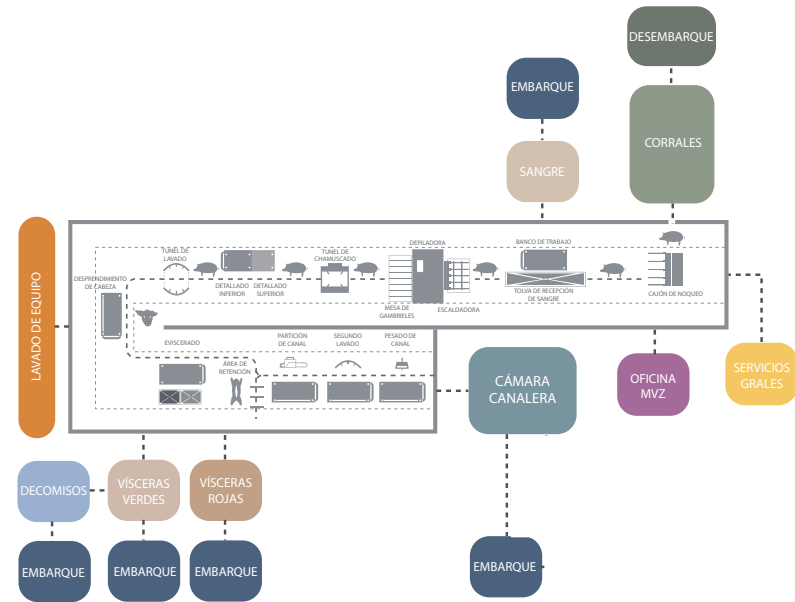 DESEMBARQUE
EMBARQUE
CORRALES
SANGRE
LAVADO DE EQUIPO
TUNEL DE
LAVADO
TUNEL DE
CHAMUSCADO
DEPILADORA
BANCO DE TRABAJO
DESPRENDIMIENTO
DE CABEZA
DETALLADO
INFERIOR
DETALLADO
SUPERIOR
MESA DE
GAMBRIELES
ESCALDADORA
TOLVA DE RECEPCIÓN
DE SANGRE
CAJÓN DE NOQUEO
EVISCERADO
ÁREA DE
RETENCIÓN
PARTICIÓN
DE CANAL
SEGUNDO
LAVADO
PESADO DE
CANAL
CÁMARA
CANALERA
OFICINA
MVZ
SERVICIOS
GRALES
DECOMISOS
VÍSCERAS
VERDES
VÍSCERAS
ROJAS
EMBARQUE
EMBARQUE
EMBARQUE
EMBARQUE